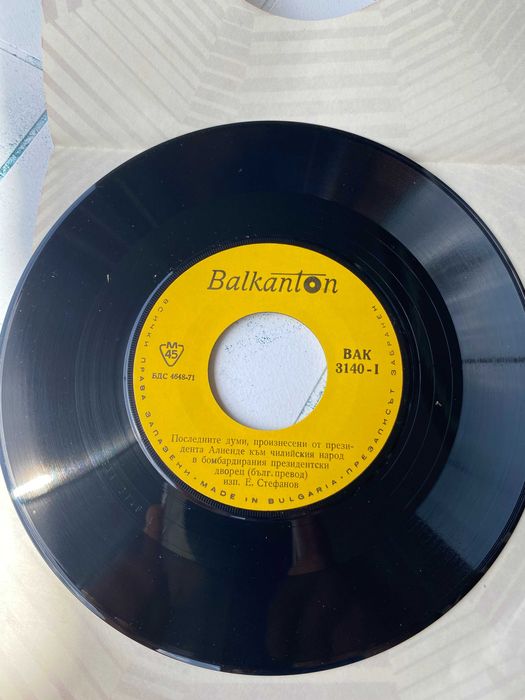 Balkanton
М
45
БДС 4648-71
ВАК
3140-I
Последните думи, произнесени от прези-
дента Алиенде към чилийския народ
в бомбардирания президентски
дворец (бълг. превод)
изп. Е. Стефанов
ВСИЧКИ ПРАВА ЗАПАЗЕНИ · MADE IN BULGARIA · ПРЕЗАПИСЪТ ЗАБРАНЕН